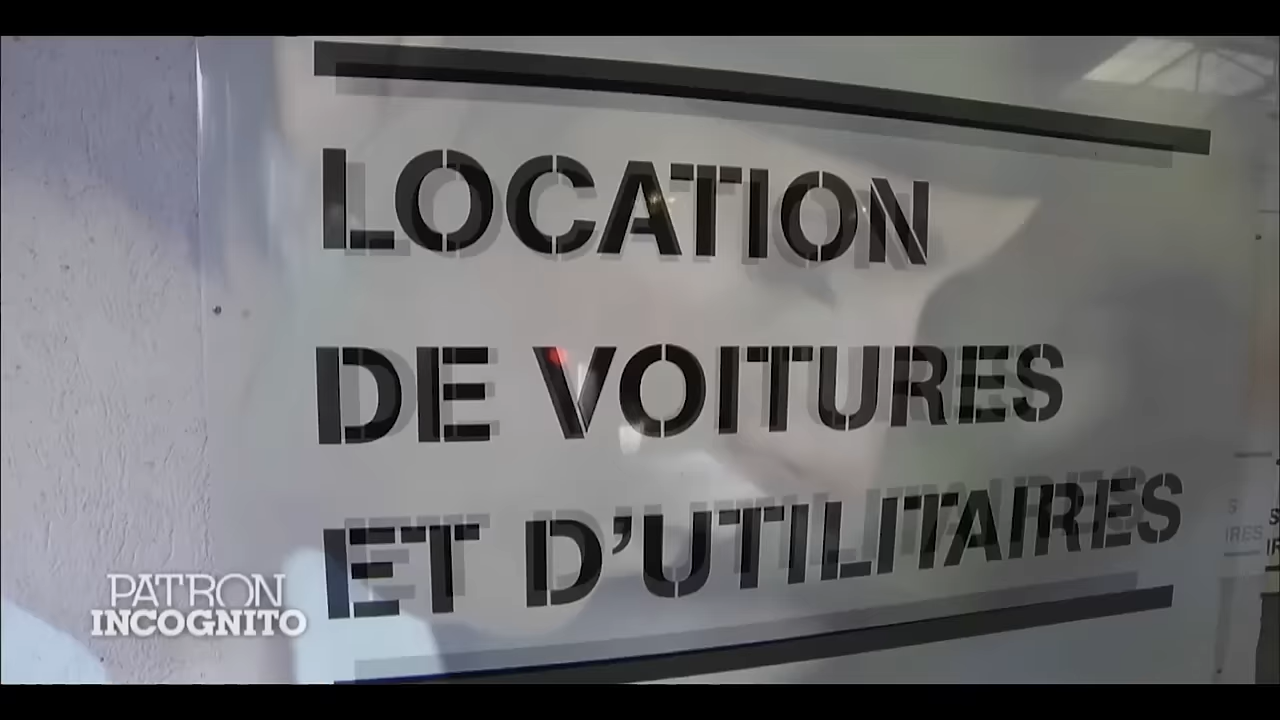 LOCATION
DE VOITURES
ET D'UTILITAIRES
PATRON
INCOGNITO